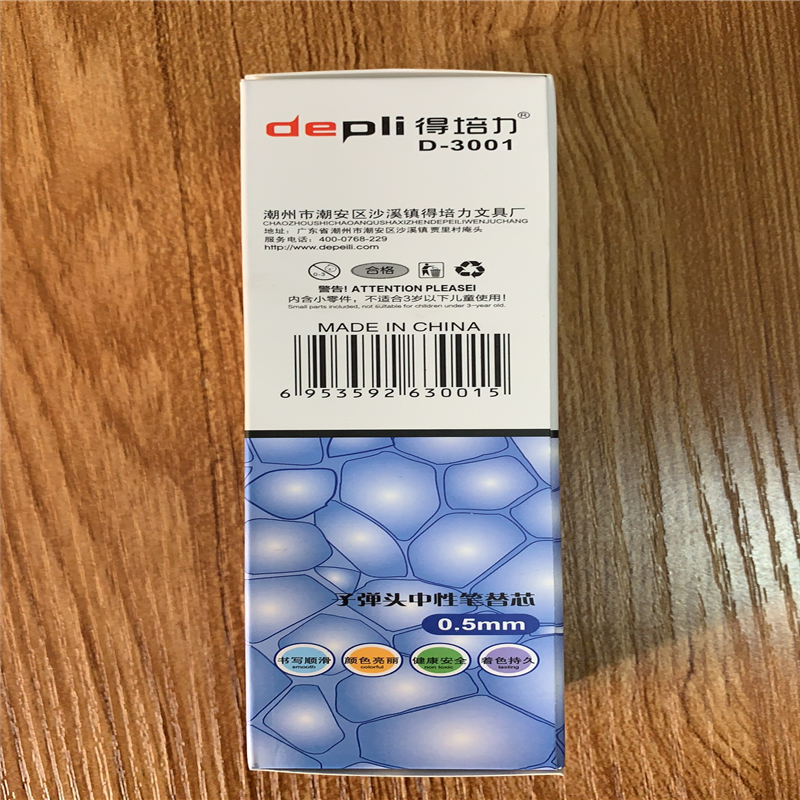 depli 得培力®
D-3001
潮州市潮安区沙溪镇得培力文具厂
CHAOZHOUSHICHAOANQUSHAXIZHENDEPEILIWENJUCHANG
地址：广东省潮州市潮安区沙溪镇贾里村庵头
服务电话：400-0768-229
http://www.depeili.com
0-3 合格
警告! ATTENTION PLEASE!
内含小零件，不适合3岁以下儿童使用!
Small parts included, not suitable for children under 3-year old.
MADE IN CHINA
6 953592 630015
子弹头中性笔替芯
0.5mm
书写顺滑 颜色亮丽 健康安全 着色持久
smooth colorful non toxic lasting